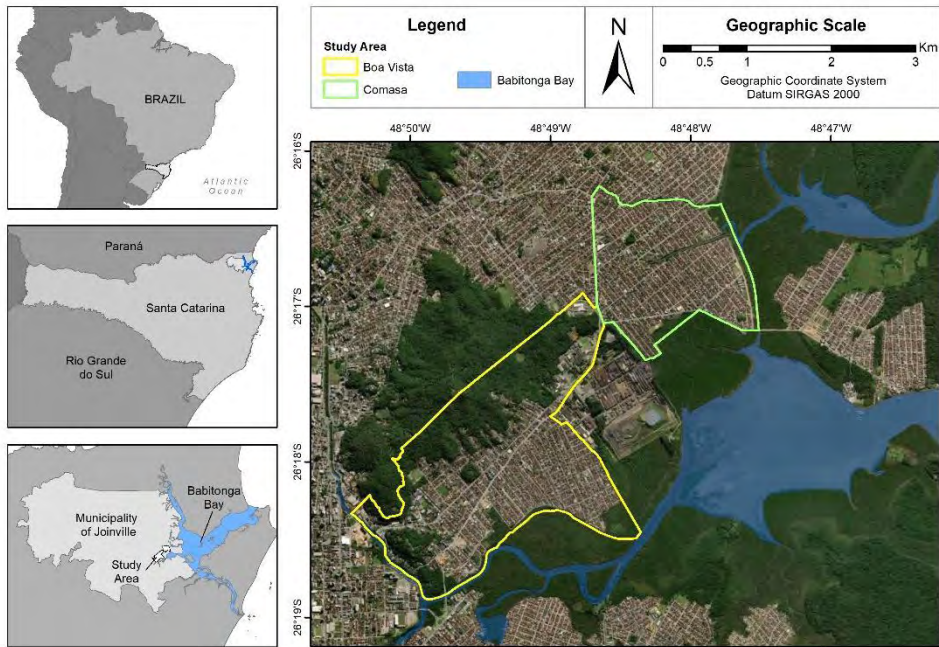 BRAZIL
Atlantic
Ocean
Paraná
Santa Catarina
Rio Grande
do Sul
Municipality
of Joinville
Babitonga
Bay
Study
Area
Legend
Study Area
Boa Vista
Comasa
Babitonga Bay
N
Geographic Scale
Km
0 0.5 1 2 3
Geographic Coordinate System
Datum SIRGAS 2000
48°50'W 48°49'W 48°48'W 48°47'W
26°16'S
26°17'S
26°18'S
26°19'S